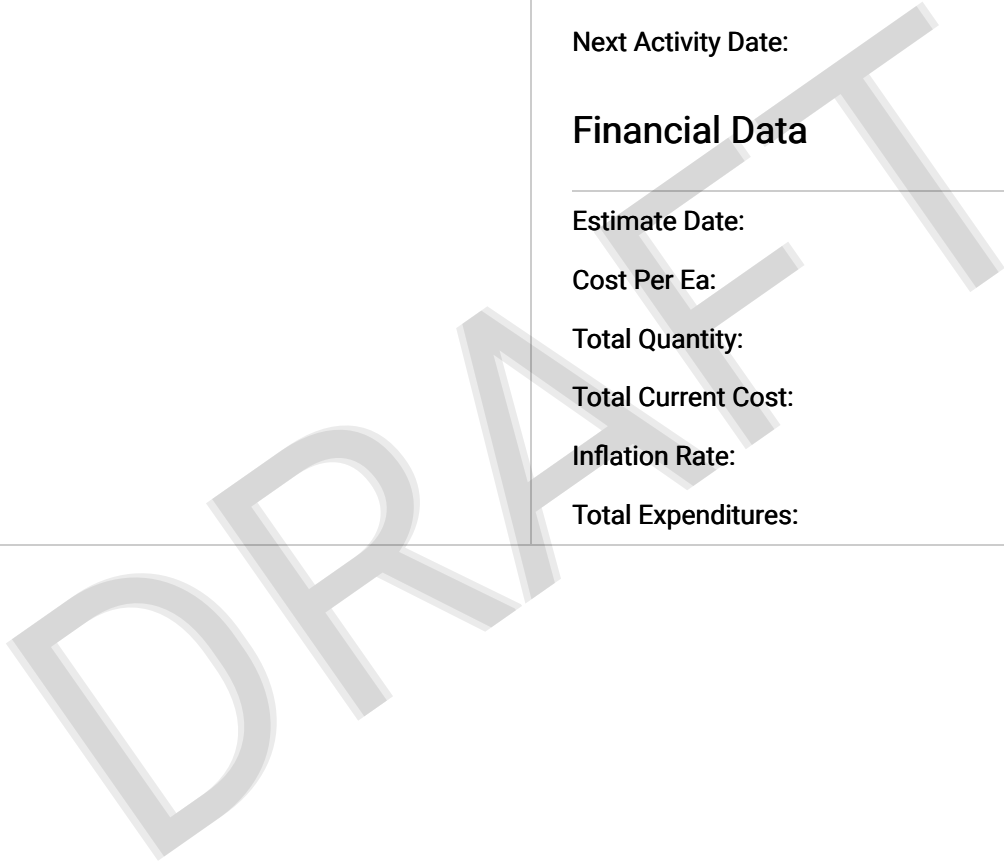 Next Activity Date:
Financial Data
Estimate Date:
Cost Per Ea:
Total Quantity:
Total Current Cost:
Inflation Rate:
Total Expenditures:
DRAFT